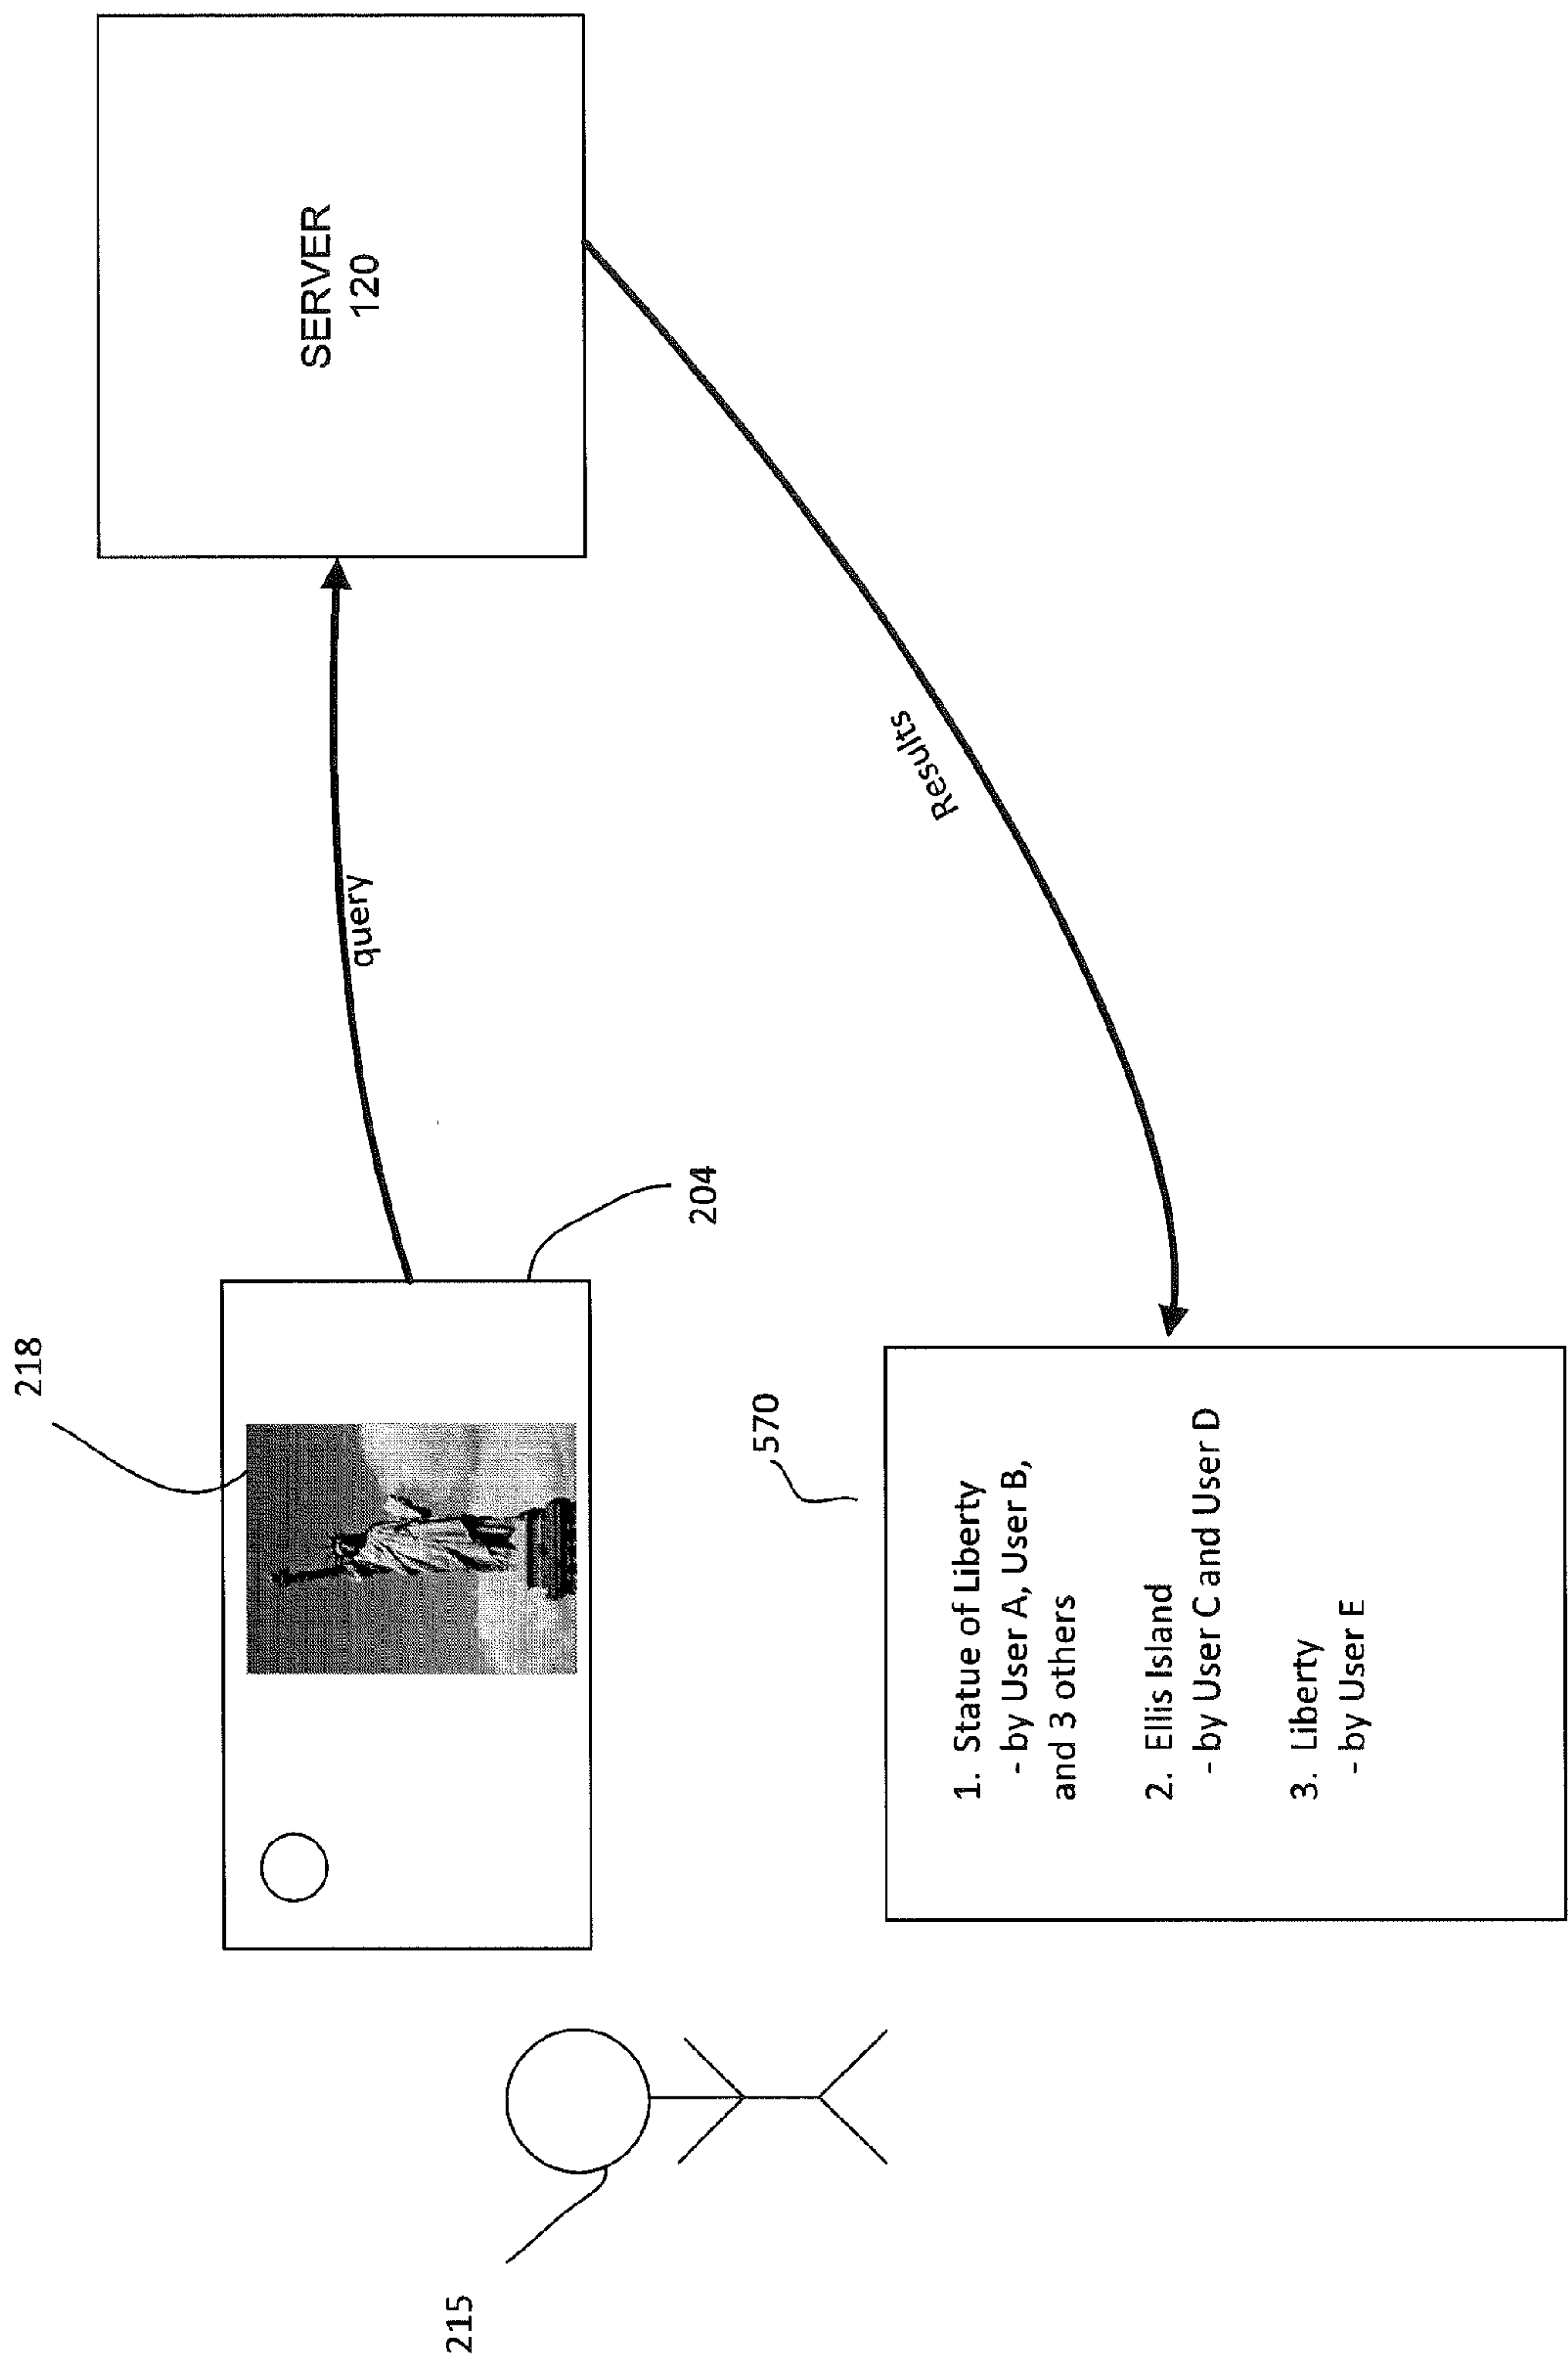 215
218
204
query
SERVER
120
Results
570
1. Statue of Liberty
- by User A, User B,
and 3 others
2. Ellis Island
- by User C and User D
3. Liberty
- by User E